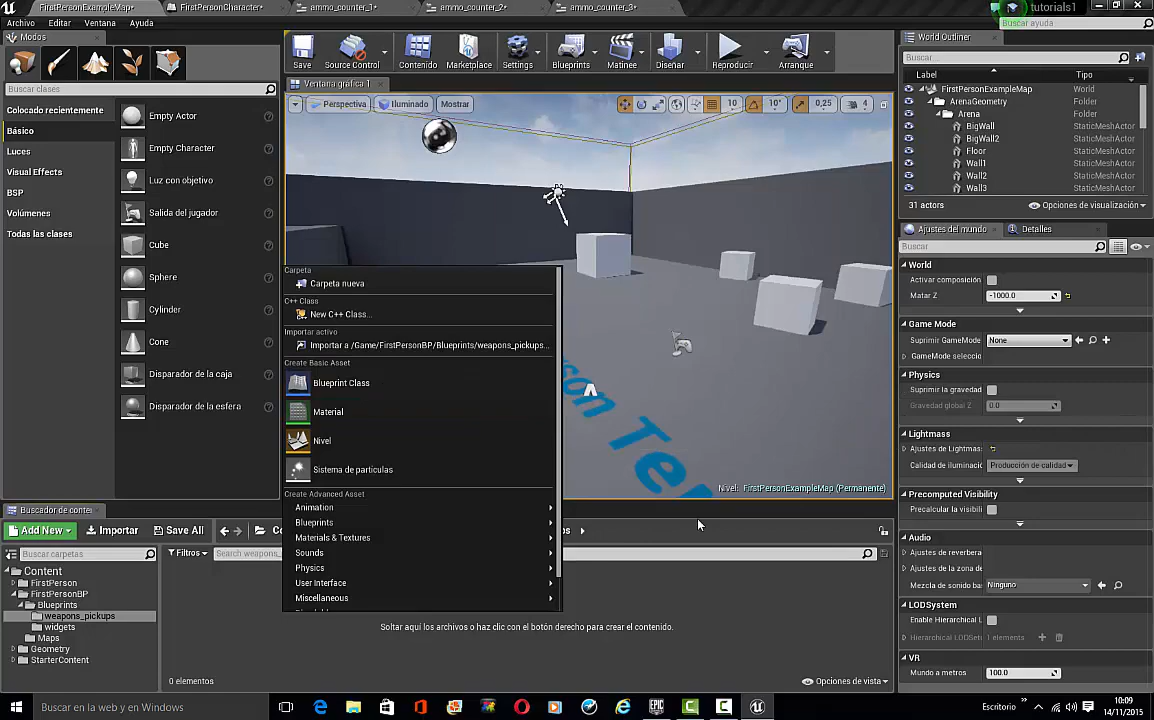 FirstPersonExampleMap*
FirstPersonCharacter*
ammo_counter_1*
ammo_counter_2*
ammo_counter_3*
tutorials1
Archivo Editar Ventana Ayuda
Buscar ayuda
Modos
Buscar clases
Colocado recientemente
Básico
Luces
Visual Effects
BSP
Volúmenes
Todas las clases
Empty Actor
Empty Character
Luz con objetivo
Salida del jugador
Cube
Sphere
Cylinder
Cone
Disparador de la caja
Disparador de la esfera
Save
Source Control
Contenido
Marketplace
Settings
Blueprints
Matinee
Diseñar
Reproducir
Arranque
Ventana gráfica 1
Perspectiva
Iluminado
Mostrar
10
10°
0,25
4
Nivel: FirstPersonExampleMap (Permanente)
Carpeta
Carpeta nueva
C++ Class
New C++ Class...
Importar activo
Importar a /Game/FirstPersonBP/Blueprints/weapons_pickups...
Create Basic Asset
Blueprint Class
Material
Nivel
Sistema de partículas
Create Advanced Asset
Animation
Blueprints
Materials & Textures
Sounds
Physics
User Interface
Miscellaneous
World Outliner
Buscar...
Label
Tipo
FirstPersonExampleMap World
ArenaGeometry Folder
Arena Folder
BigWall StaticMeshActor
BigWall2 StaticMeshActor
Floor StaticMeshActor
Wall1 StaticMeshActor
Wall2 StaticMeshActor
Wall3 StaticMeshActor
31 actors
Opciones de visualización
Ajustes del mundo
Detalles
Buscar
World
Activar composición
Matar Z -1000.0
Game Mode
Suprimir GameMode None
GameMode seleccio
Physics
Suprimir la gravedad
Gravedad global Z 0.0
Lightmass
Ajustes de Lightmas
Calidad de iluminaci Producción de calidad
Precomputed Visibility
Precalcular la visibili
Audio
Ajustes de reverbera
Ajustes de la zona de
Mezcla de sonido ba Ninguno
LODSystem
Enable Hierarchical L
Hierarchical LODSetu 1 elements
VR
Mundo a metros 100.0
Buscador de conte
Add New
Importar
Save All
Buscar carpetas
Filtros
Content
FirstPerson
FirstPersonBP
Blueprints
weapons_pickups
widgets
Maps
Geometry
StarterContent
Soltar aquí los archivos o haz clic con el botón derecho para crear el contenido.
0 elementos
Opciones de vista
Buscar en la web y en Windows
Escritorio
10:09
14/11/2015